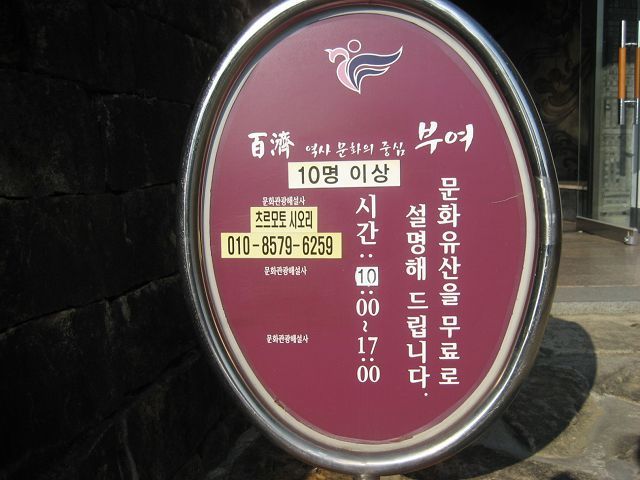 百濟 역사 문화의 중심 부여
10명 이상
문화유산을 무료로
설명해 드립니다.
시간 : 10:00~17:00
문화관광해설사
츠르모토 시오리
010-8579-6259
문화관광해설사
문화관광해설사